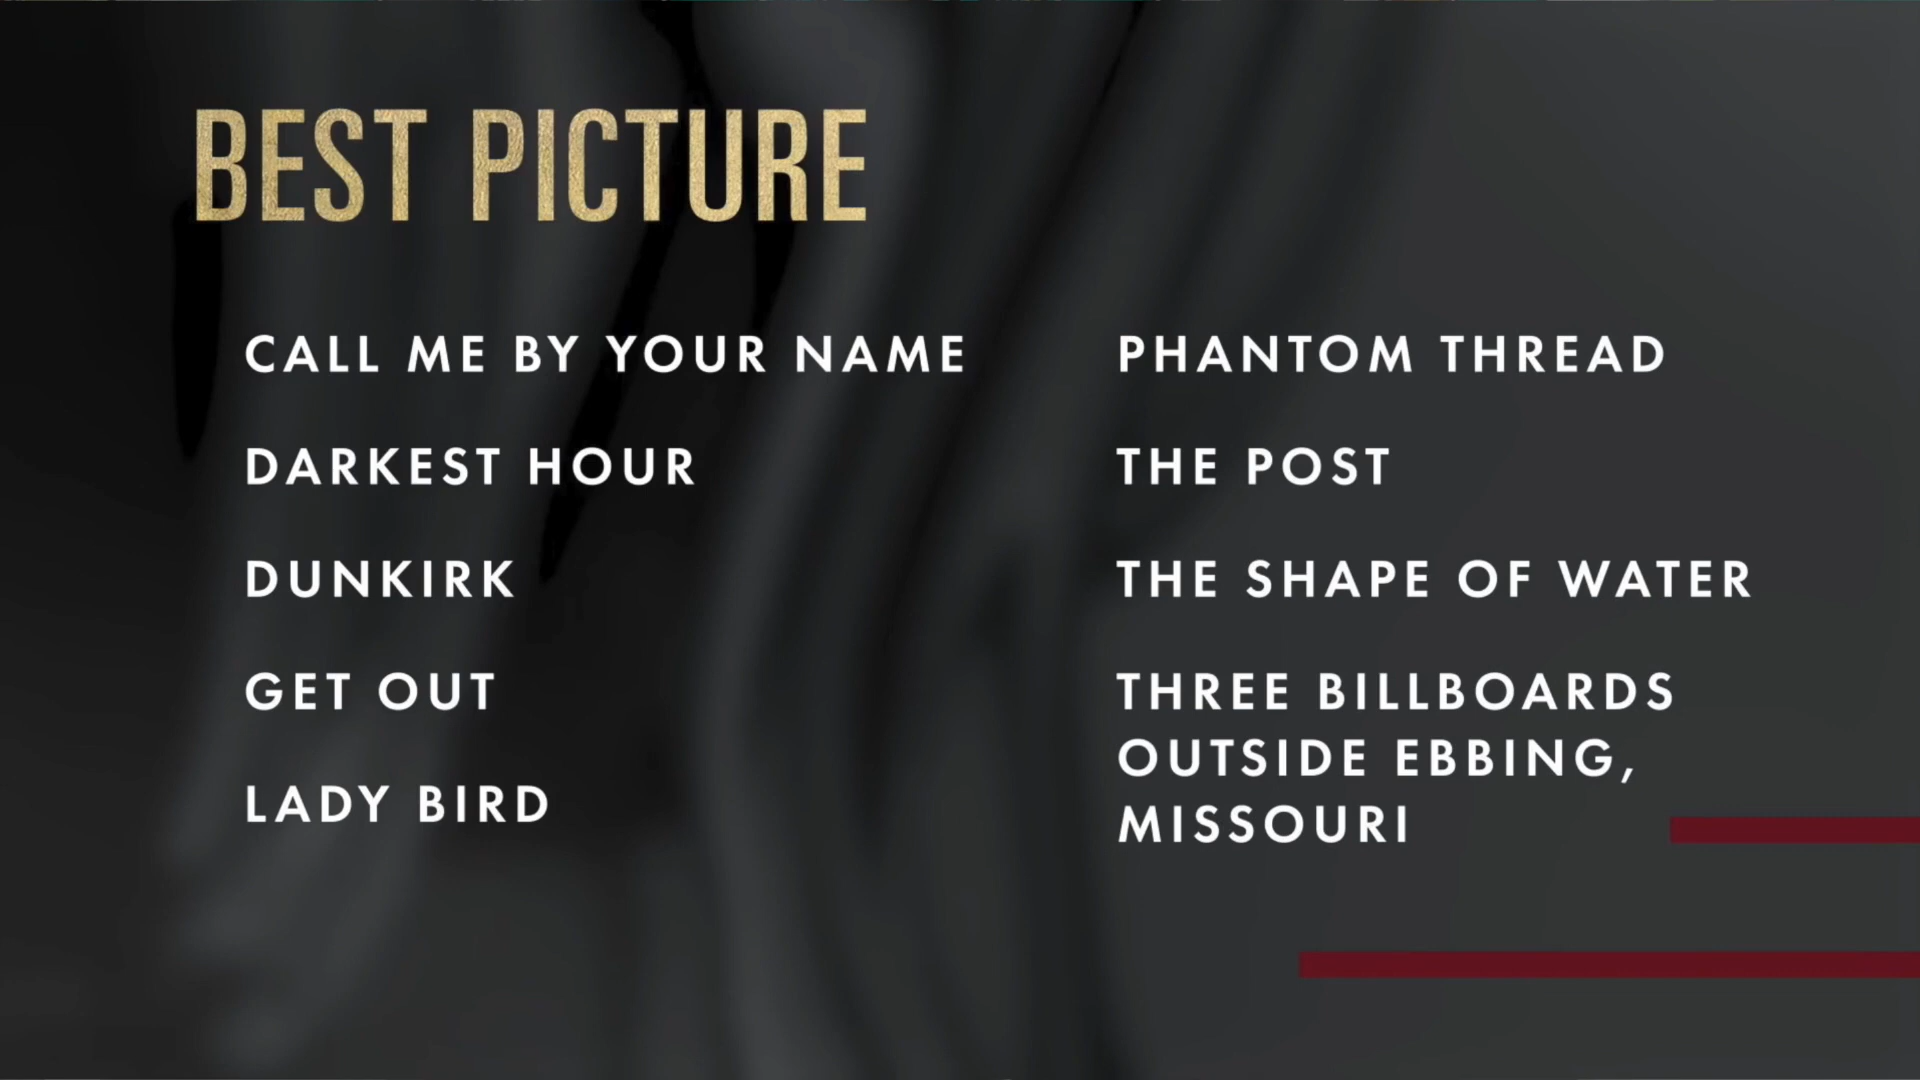 BEST PICTURE
CALL ME BY YOUR NAME
DARKEST HOUR
DUNKIRK
GET OUT
LADY BIRD
PHANTOM THREAD
THE POST
THE SHAPE OF WATER
THREE BILLBOARDS
OUTSIDE EBBING,
MISSOURI